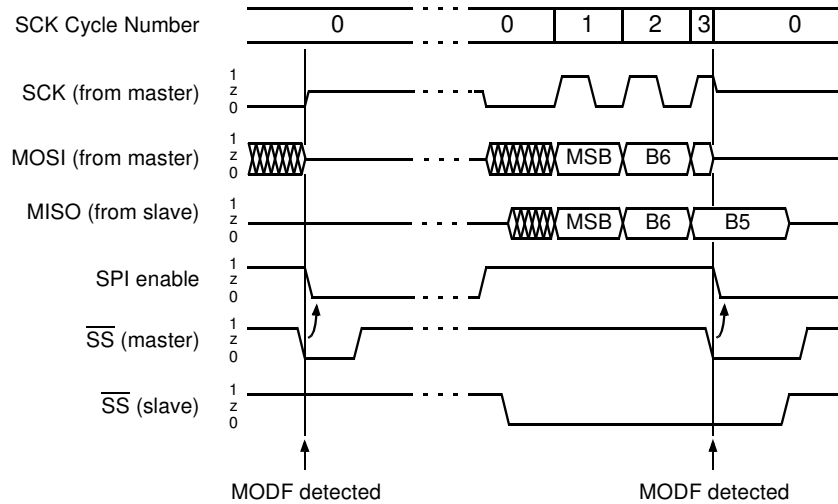 SCK Cycle Number 0 0 1 2 3 0
SCK (from master) 1 z 0
MOSI (from master) 1 z 0 MSB B6
MISO (from slave) 1 z 0 MSB B6 B5
SPI enable 1 z 0
SS (master) 1 z 0
SS (slave) 1 z 0
MODF detected MODF detected